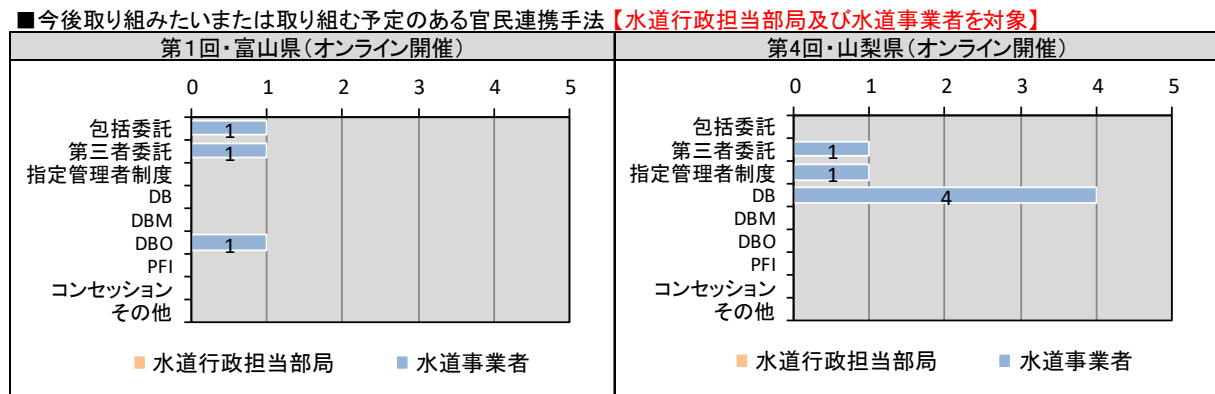 ■今後取り組みたいまたは取り組む予定のある官民連携手法【水道行政担当部局及び水道事業者を対象】
第1回・富山県(オンライン開催)
0 1 2 3 4 5
包括委託 1
第三者委託 1
指定管理者制度
DB
DBM
DBO 1
PFI
コンセッション
その他
■ 水道行政担当部局 ■ 水道事業者
第4回・山梨県(オンライン開催)
0 1 2 3 4 5
包括委託
第三者委託 1
指定管理者制度 1
DB 4
DBM
DBO
PFI
コンセッション
その他
■ 水道行政担当部局 ■ 水道事業者